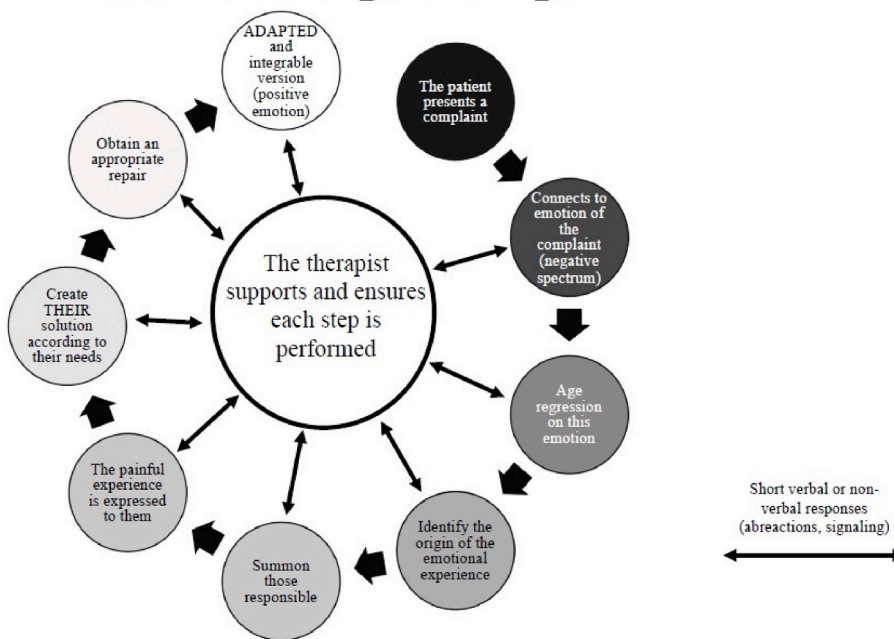 The patient
presents a
complaint
Connects to
emotion of
the
complaint
(negative
spectrum)
Age
regression
on this
emotion
Identify the
origin of the
emotional
experience
Summon
those
responsible
The painful
experience
is expressed
to them
Create
THEIR
solution
according to
their needs
Obtain an
appropriate
repair
ADAPTED
and
integrable
version
(positive
emotion)
The therapist
supports and ensures
each step is
performed
Short verbal or non-
verbal responses
(abreactions, signaling)